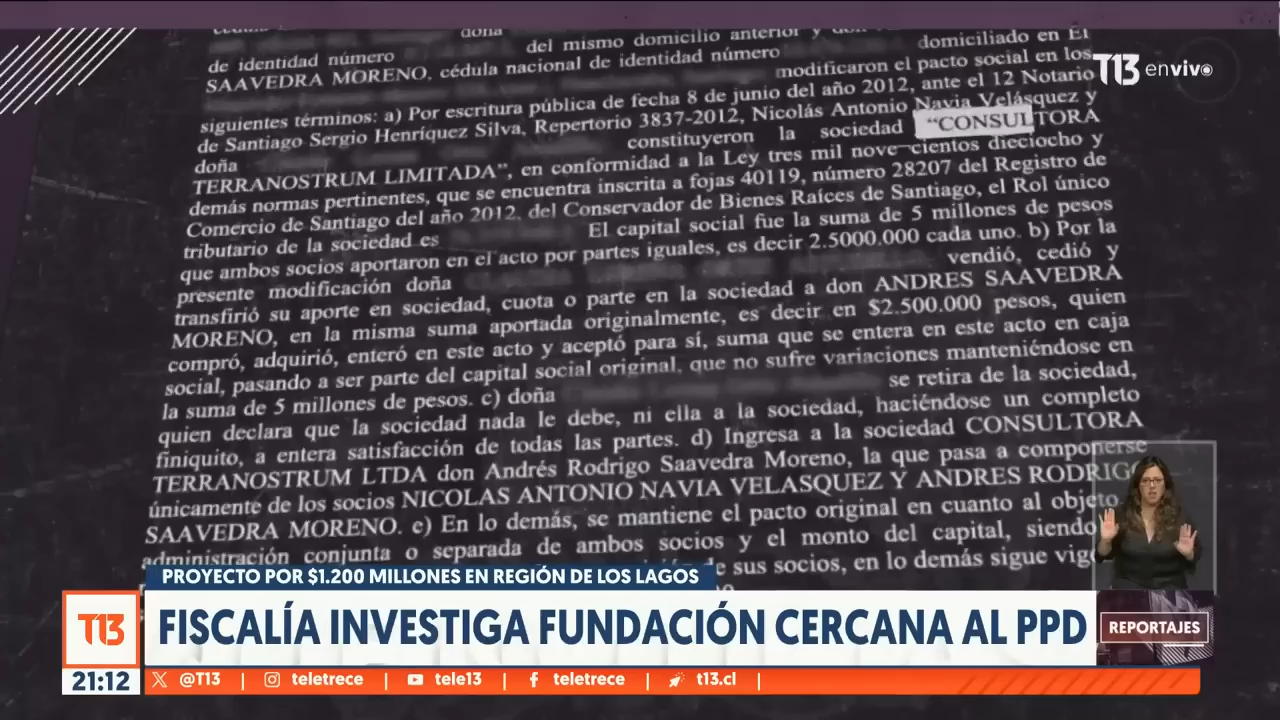 doña
de identidad número del mismo domicilio anterior y
SAAVEDRA MORENO, cédula nacional de identidad número domiciliado en El
modificaron el pacto social en los
siguientes términos: a) Por escritura pública de fecha 8 de junio del año 2012, ante el 12 Notario
de Santiago Sergio Henríquez Silva, Repertorio 3837-2012, Nicolás Antonio Navia Velásquez y
doña constituyeron la sociedad "CONSULTORA
TERRANOSTRUM LIMITADA", en conformidad a la Ley tres mil nove cientos dieciocho y
demás normas pertinentes, que se encuentra inscrita a fojas 40119, número 28207 del Registro de
Comercio de Santiago del año 2012, del Conservador de Bienes Raíces de Santiago, el Rol único
tributario de la sociedad es El capital social fue la suma de 5 millones de pesos
que ambos socios aportaron en el acto por partes iguales, es decir 2.5000.000 cada uno. b) Por la
presente modificación doña vendió, cedió y
transfirió su aporte en sociedad, cuota o parte en la sociedad a don ANDRES SAAVEDRA
MORENO, en la misma suma aportada originalmente, es decir en $2.500.000 pesos, quien
compró, adquirió, enteró en este acto y aceptó para sí, suma que se entera en este acto en caja
social, pasando a ser parte del capital social original, que no sufre variaciones manteniéndose en
la suma de 5 millones de pesos. c) doña se retira de la sociedad,
quien declara que la sociedad nada le debe, ni ella a la sociedad, haciéndose un completo
finiquito, a entera satisfacción de todas las partes. d) Ingresa a la sociedad CONSULTORA
TERRANOSTRUM LTDA don Andrés Rodrigo Saavedra Moreno, la que pasa a componerse
únicamente de los socios NICOLAS ANTONIO NAVIA VELASQUEZ Y ANDRES RODRIGO
SAAVEDRA MORENO. e) En lo demás, se mantiene el pacto original en cuanto al objeto,
administración conjunta o separada de ambos socios y el monto del capital, siendo
de sus socios, en lo demás sigue
T13 en vivo
PROYECTO POR $1.200 MILLONES EN REGIÓN DE LOS LAGOS
T13
FISCALÍA INVESTIGA FUNDACIÓN CERCANA AL PPD
REPORTAJES
21:12 @T13 | teletrece | tele13 | teletrece | t13.cl |